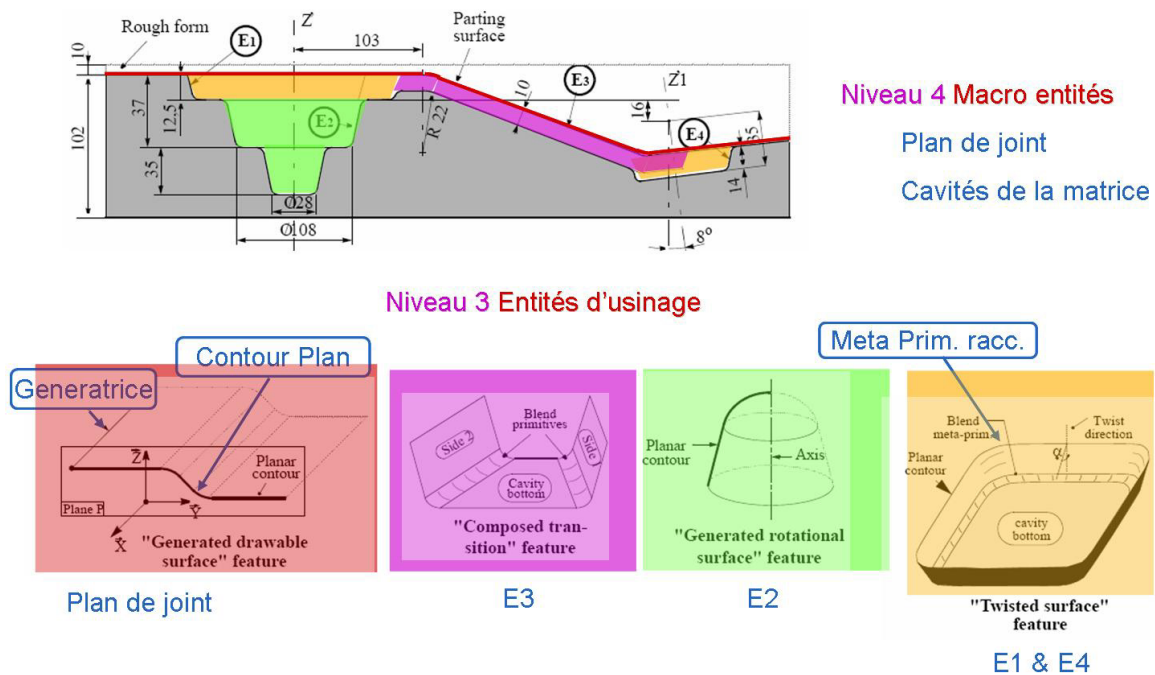 Rough form
Z
E1
103
Parting
surface
10
E3
Z1
10
16
37
12.5
E2
R 22
E4
35
102
35
14
Ø28
Ø108
8°
Niveau 4 Macro entités
Plan de joint
Cavités de la matrice
Niveau 3 Entités d'usinage
Generatrice
Contour Plan
Meta Prim. racc.
Z
Planar
contour
Plane P
Y
X
"Generated drawable
surface" feature
Plan de joint
Blend
primitives
Side 2
Side 1
Cavity
bottom
"Composed tran-
sition" feature
E3
Planar
contour
Axis
"Generated rotational
surface" feature
E2
Blend
meta-prim
Twist
direction
α
Planar
contour
cavity
bottom
"Twisted surface"
feature
E1 & E4